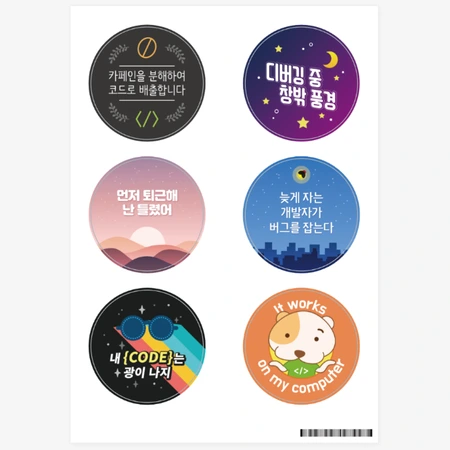 카페인을 분해하여
코드로 배출합니다
</>
디버깅 중
창밖 풍경
먼저 퇴근해
난 틀렸어
늦게 자는
개발자가
버그를 잡는다
내 {CODE}는
광이 나지
it works
</>
on my computer